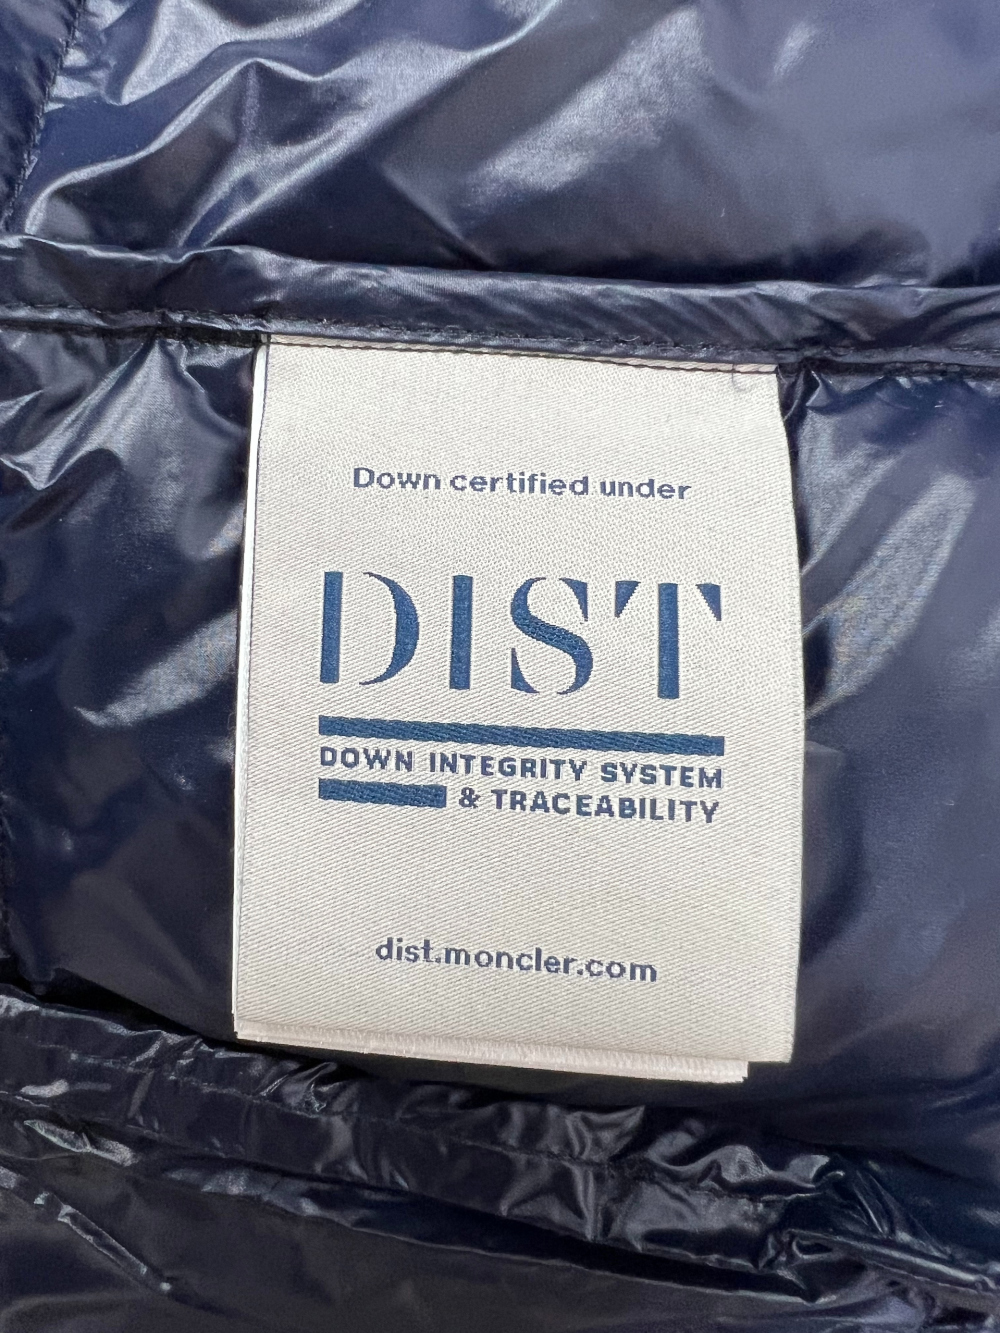 Down certified under
DIST
DOWN INTEGRITY SYSTEM
& TRACEABILITY
dist.moncler.com